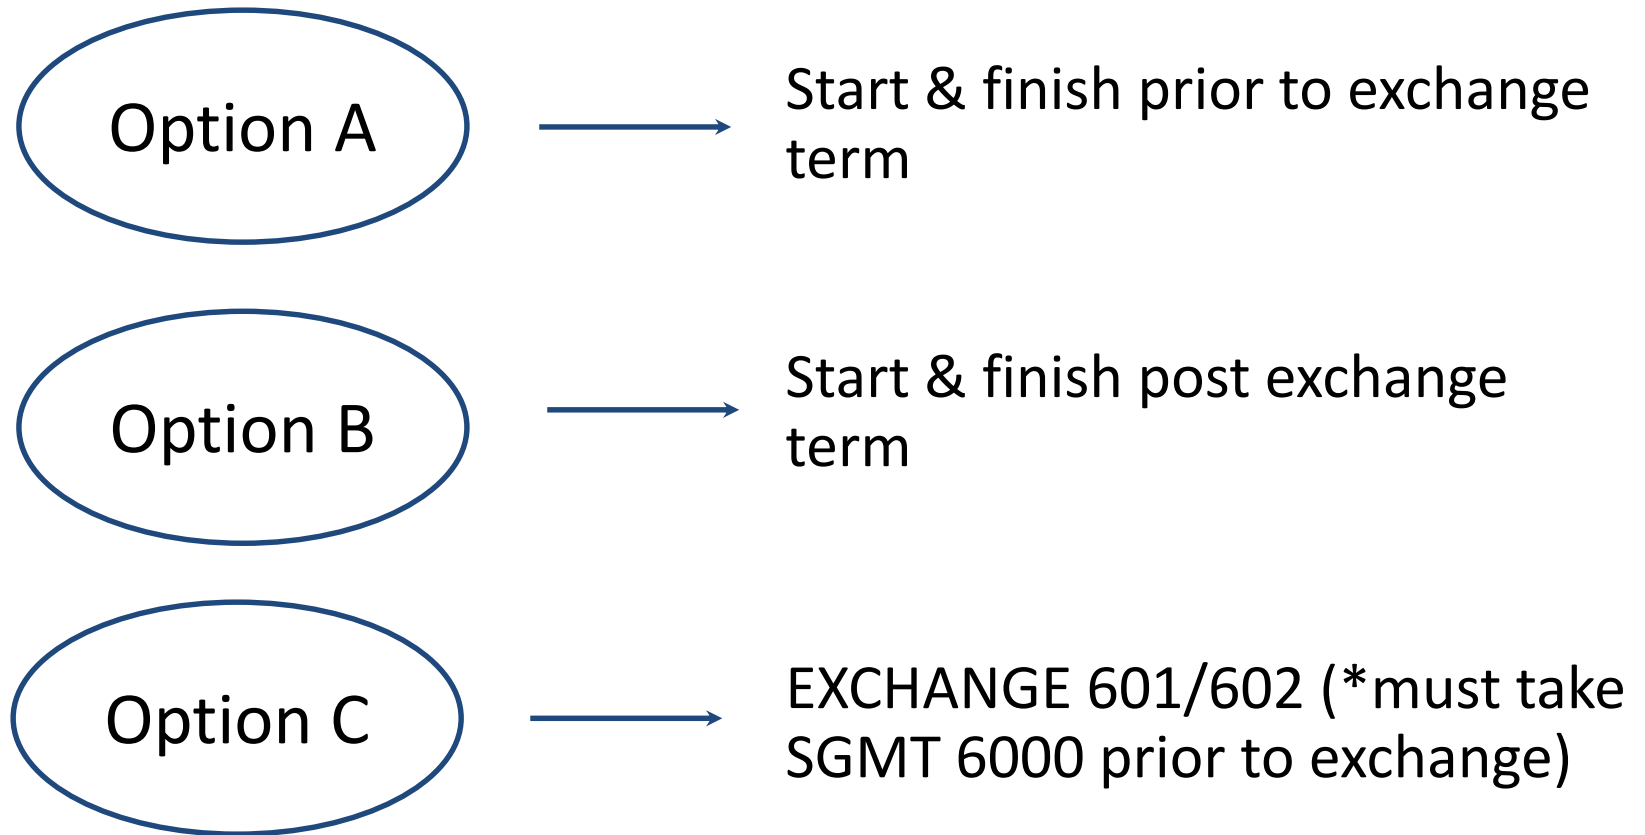 Option A
Start & finish prior to exchange
term
Option B
Start & finish post exchange
term
Option C
EXCHANGE 601/602 (*must take
SGMT 6000 prior to exchange)